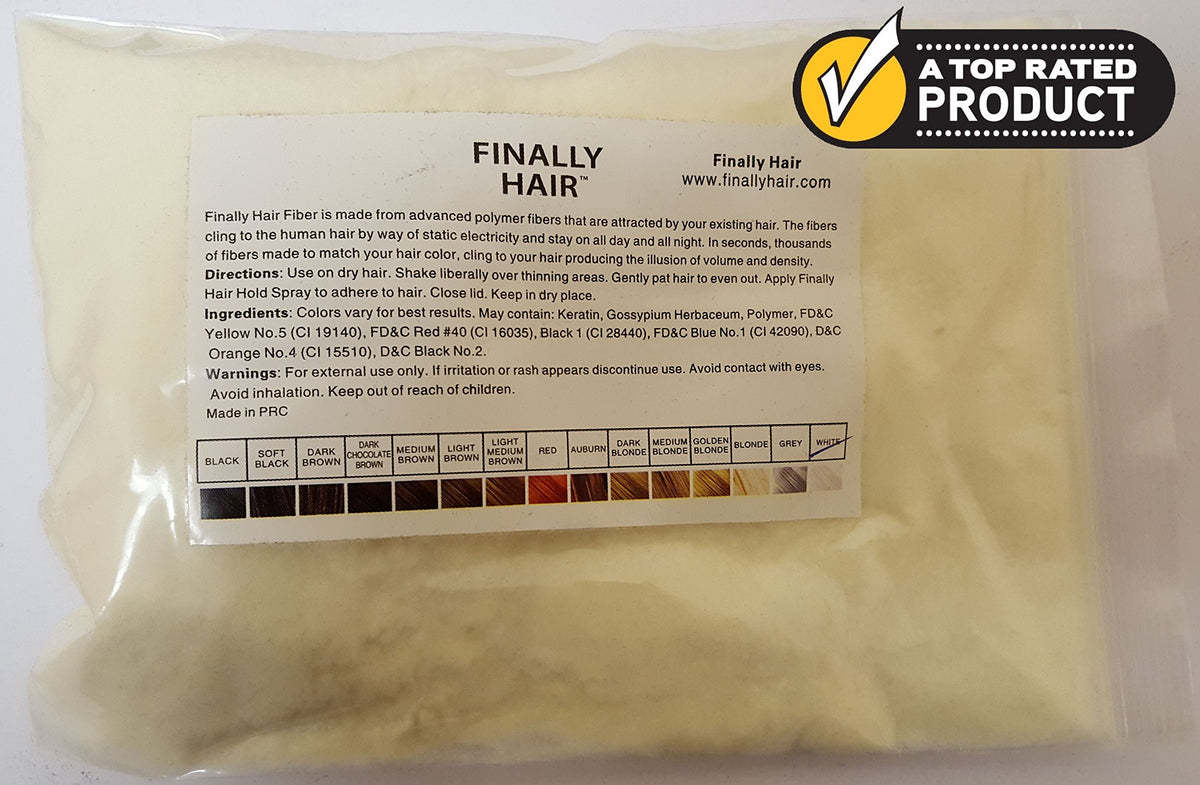 A TOP RATED
PRODUCT
FINALLY
HAIR™
Finally Hair
www.finallyhair.com
Finally Hair Fiber is made from advanced polymer fibers that are attracted by your existing hair. The fibers
cling to the human hair by way of static electricity and stay on all day and all night. In seconds, thousands
of fibers made to match your hair color, cling to your hair producing the illusion of volume and density.
Directions: Use on dry hair. Shake liberally over thinning areas. Gently pat hair to even out. Apply Finally
Hair Hold Spray to adhere to hair. Close lid. Keep in dry place.
Ingredients: Colors vary for best results. May contain: Keratin, Gossypium Herbaceum, Polymer, FD&C
Yellow No.5 (CI 19140), FD&C Red #40 (CI 16035), Black 1 (CI 28440), FD&C Blue No.1 (CI 42090), D&C
Orange No.4 (CI 15510), D&C Black No.2.
Warnings: For external use only. If irritation or rash appears discontinue use. Avoid contact with eyes.
Avoid inhalation. Keep out of reach of children.
Made in PRC
BLACK
SOFT
BLACK
DARK
BROWN
DARK
CHOCOLATE
BROWN
MEDIUM
BROWN
LIGHT
BROWN
LIGHT
MEDIUM
BROWN
RED
AUBURN
DARK
BLONDE
MEDIUM
BLONDE
GOLDEN
BLONDE
BLONDE
GREY
WHITE